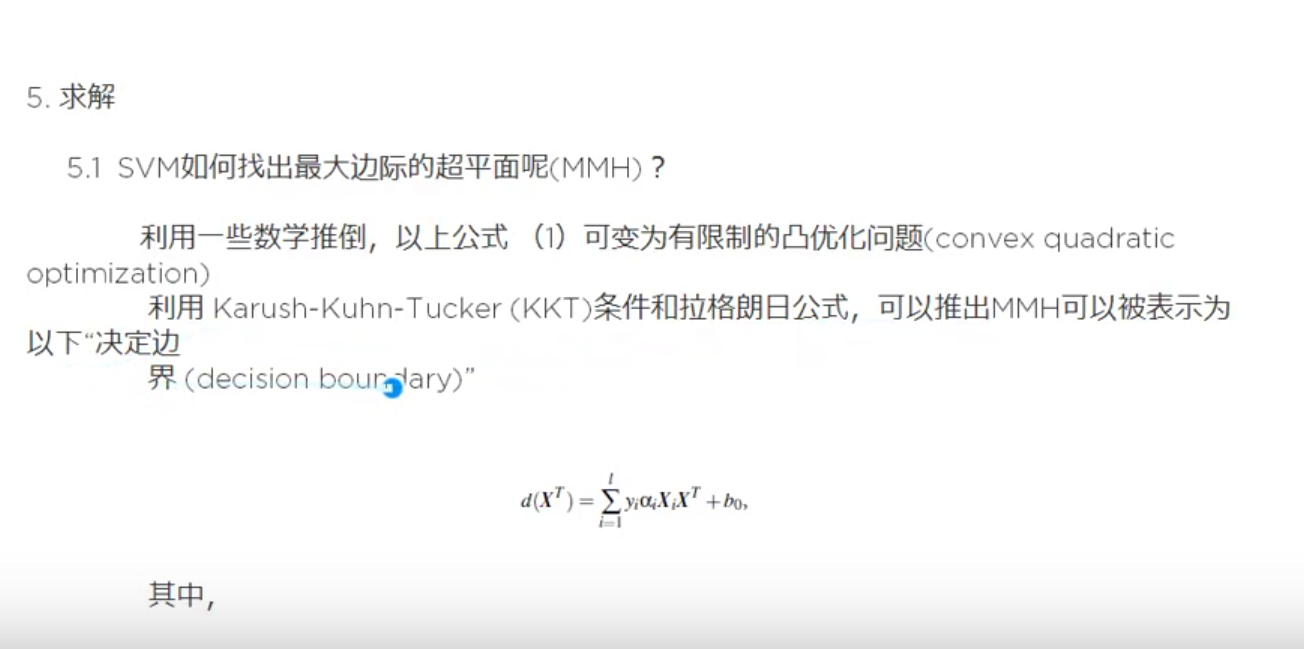 5. 求解
5.1 SVM如何找出最大边际的超平面呢(MMH)？
利用一些数学推倒，以上公式 （1）可变为有限制的凸优化问题(convex quadratic
optimization)
利用 Karush-Kuhn-Tucker (KKT)条件和拉格朗日公式，可以推出MMH可以被表示为
以下“决定边
界 (decision boundary)”
d(X^T) = \sum_{i=1}^{l} y_i α_i X_i X^T + b_0,
其中，